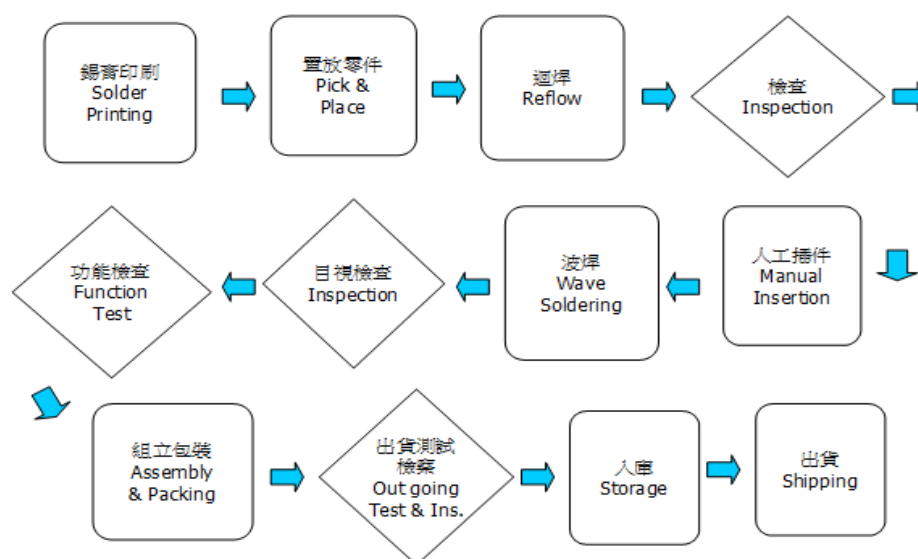 錫膏印刷
Solder
Printing
置放零件
Pick &
Place
迴焊
Reflow
檢查
Inspection
功能檢查
Function
Test
目視檢查
Inspection
波焊
Wave
Soldering
人工插件
Manual
Insertion
組立包裝
Assembly
& Packing
出貨測試
檢察
Out going
Test & Ins.
入庫
Storage
出貨
Shipping